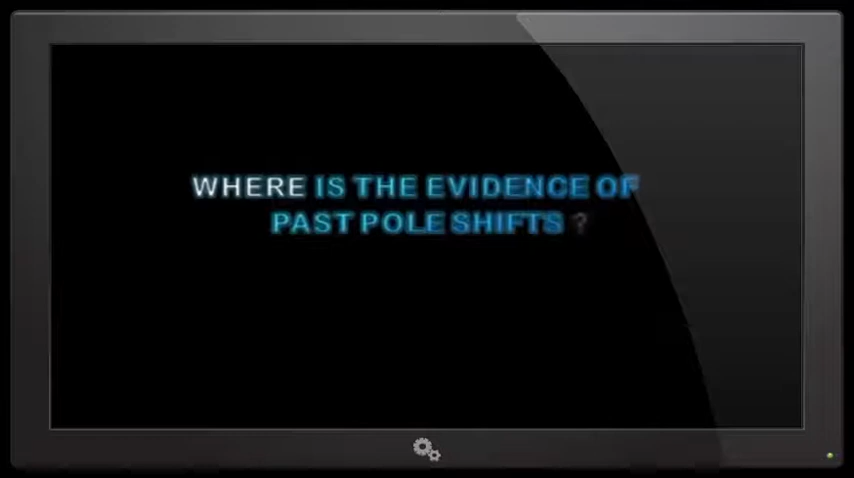 WHERE IS THE EVIDENCE OF
PAST POLE SHIFTS ?